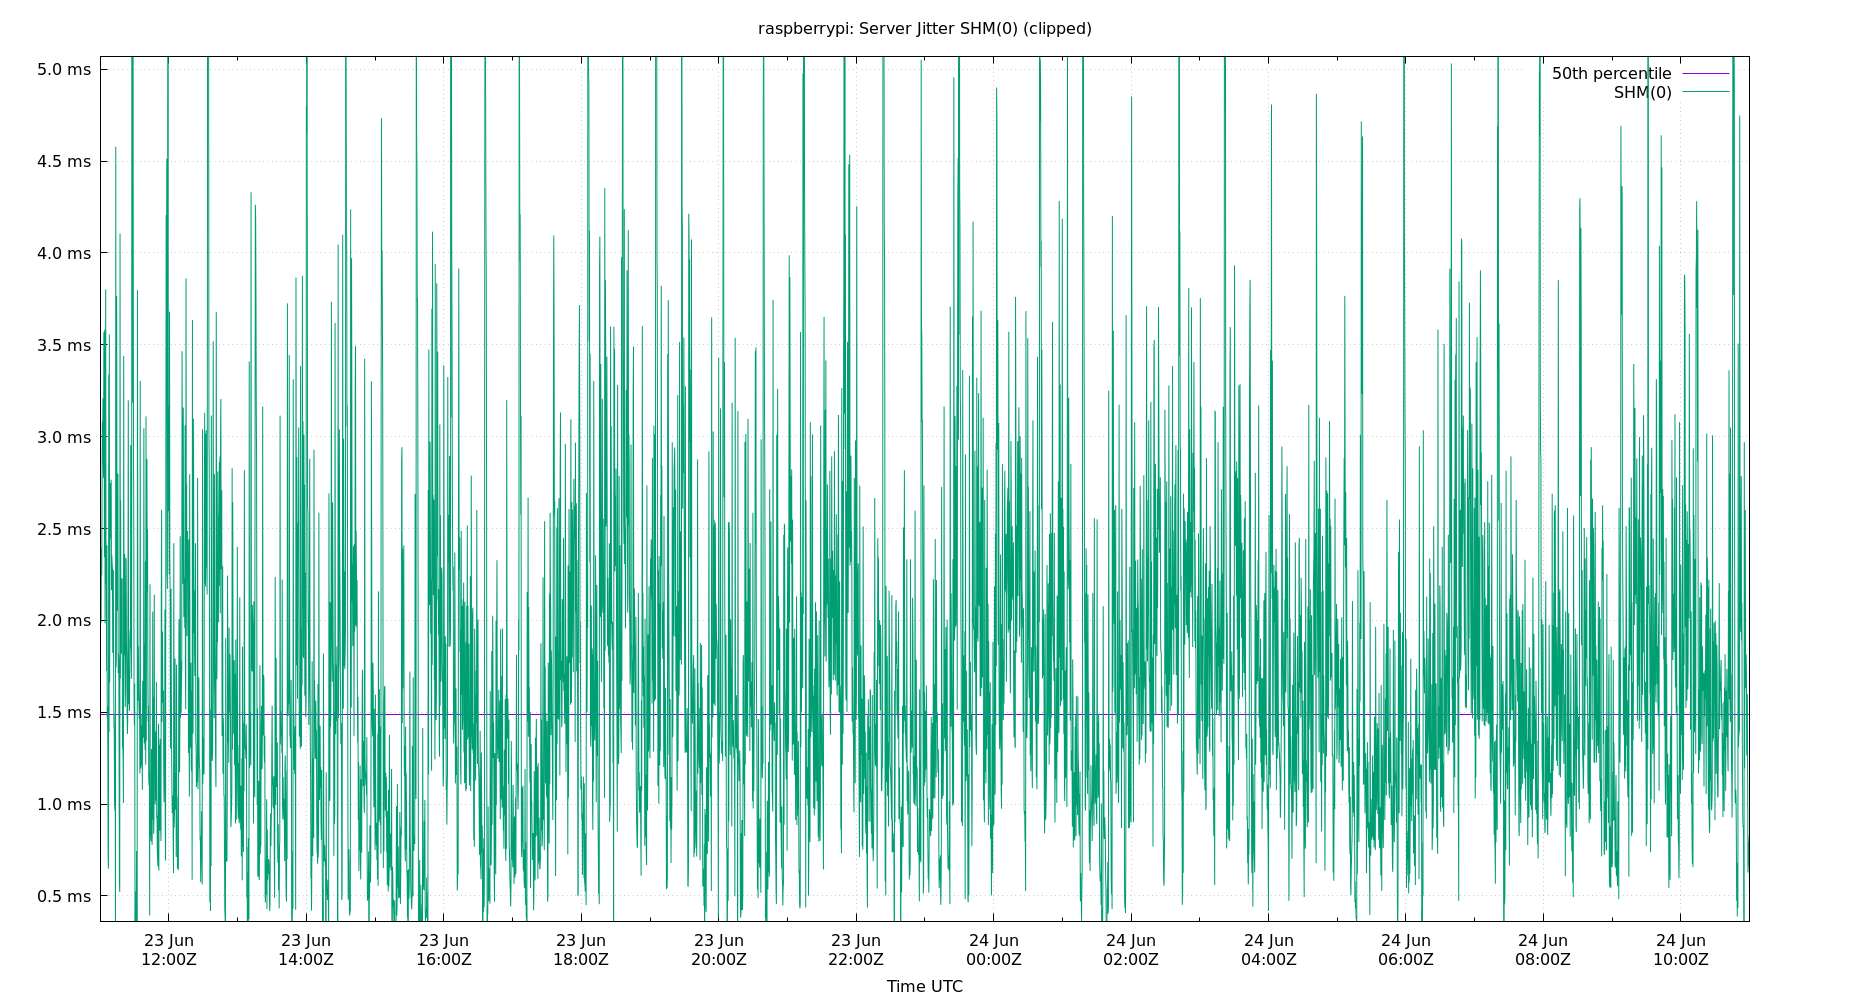 raspberrypi: Server Jitter SHM(0) (clipped)
5.0 ms
4.5 ms
4.0 ms
3.5 ms
3.0 ms
2.5 ms
2.0 ms
1.5 ms
1.0 ms
0.5 ms
50th percentile
SHM(0)
23 Jun 23 Jun 23 Jun 23 Jun 23 Jun 23 Jun 24 Jun 24 Jun 24 Jun 24 Jun 24 Jun 24 Jun
12:00Z 14:00Z 16:00Z 18:00Z 20:00Z 22:00Z 00:00Z 02:00Z 04:00Z 06:00Z 08:00Z 10:00Z
Time UTC